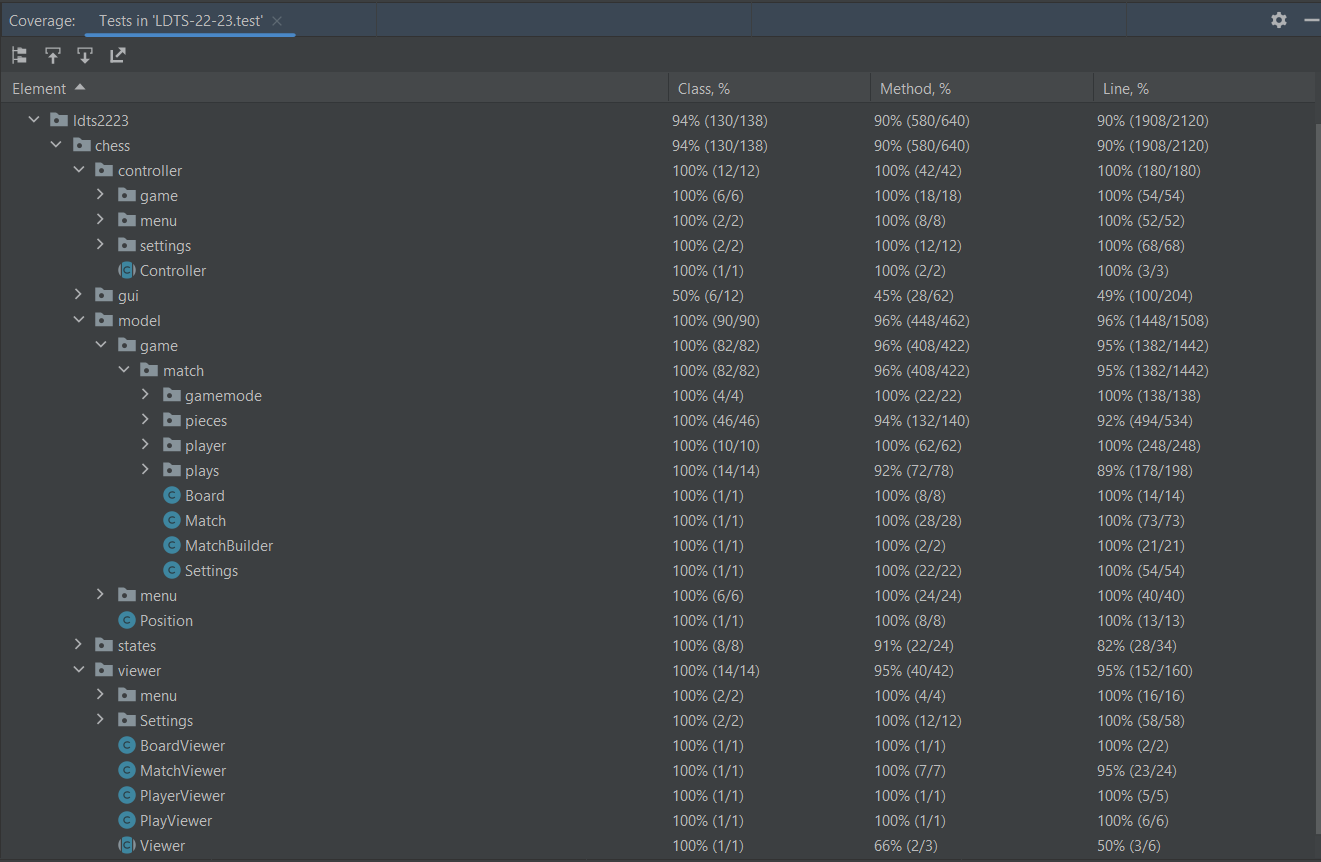 Coverage: Tests in 'LDTS-22-23.test'
Element Class, % Method, % Line, %
ldts2223 94% (130/138) 90% (580/640) 90% (1908/2120)
chess 94% (130/138) 90% (580/640) 90% (1908/2120)
controller 100% (12/12) 100% (42/42) 100% (180/180)
game 100% (6/6) 100% (18/18) 100% (54/54)
menu 100% (2/2) 100% (8/8) 100% (52/52)
settings 100% (2/2) 100% (12/12) 100% (68/68)
Controller 100% (1/1) 100% (2/2) 100% (3/3)
gui 50% (6/12) 45% (28/62) 49% (100/204)
model 100% (90/90) 96% (448/462) 96% (1448/1508)
game 100% (82/82) 96% (408/422) 95% (1382/1442)
match 100% (82/82) 96% (408/422) 95% (1382/1442)
gamemode 100% (4/4) 100% (22/22) 100% (138/138)
pieces 100% (46/46) 94% (132/140) 92% (494/534)
player 100% (10/10) 100% (62/62) 100% (248/248)
plays 100% (14/14) 92% (72/78) 89% (178/198)
Board 100% (1/1) 100% (8/8) 100% (14/14)
Match 100% (1/1) 100% (28/28) 100% (73/73)
MatchBuilder 100% (1/1) 100% (2/2) 100% (21/21)
Settings 100% (1/1) 100% (22/22) 100% (54/54)
menu 100% (6/6) 100% (24/24) 100% (40/40)
Position 100% (1/1) 100% (8/8) 100% (13/13)
states 100% (8/8) 91% (22/24) 82% (28/34)
viewer 100% (14/14) 95% (40/42) 95% (152/160)
menu 100% (2/2) 100% (4/4) 100% (16/16)
Settings 100% (2/2) 100% (12/12) 100% (58/58)
BoardViewer 100% (1/1) 100% (1/1) 100% (2/2)
MatchViewer 100% (1/1) 100% (7/7) 95% (23/24)
PlayerViewer 100% (1/1) 100% (1/1) 100% (5/5)
PlayViewer 100% (1/1) 100% (1/1) 100% (6/6)
Viewer 100% (1/1) 66% (2/3) 50% (3/6)